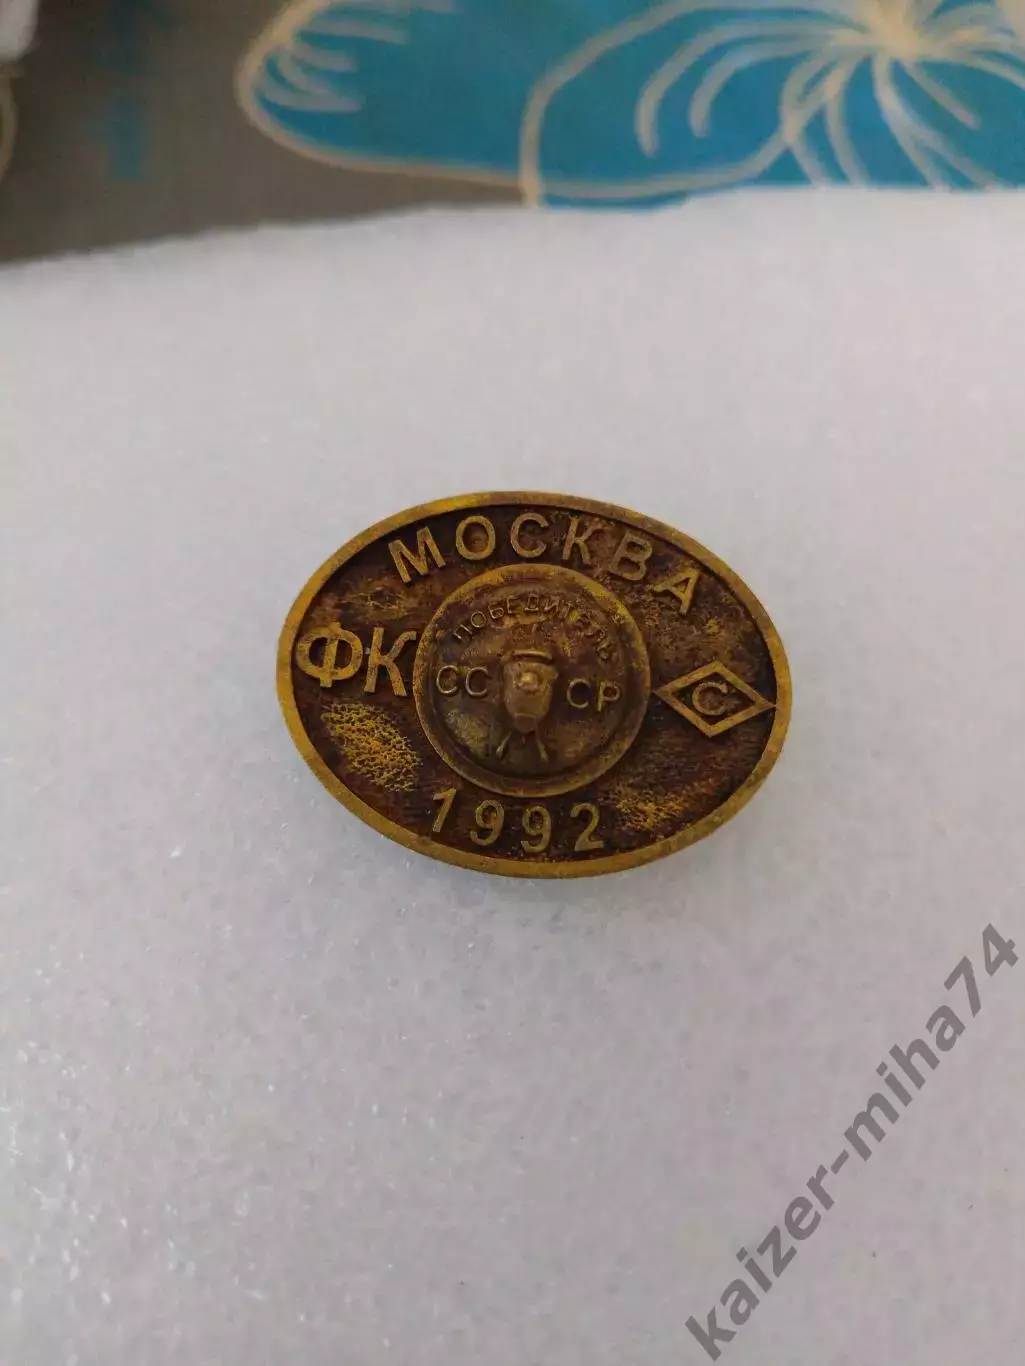 МОСКВА
ФК
ПОБЕДИТЕЛЬ
СС СР
С
1992
kaizer-miha74